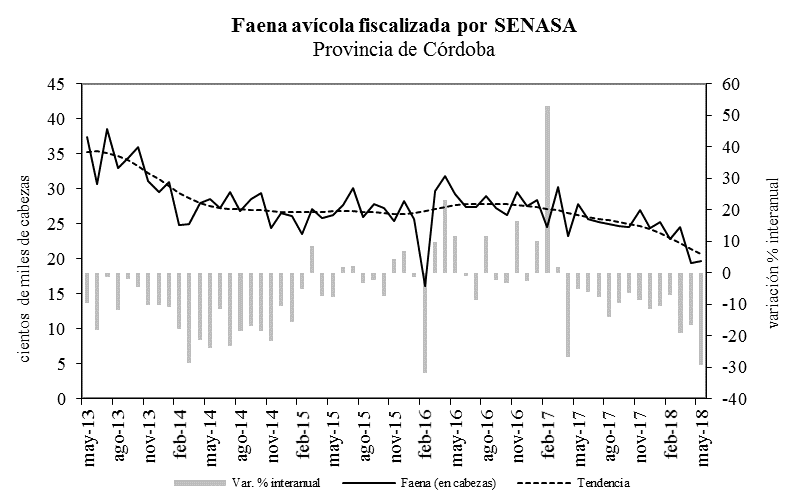 Faena avícola fiscalizada por SENASA
Provincia de Córdoba
45
40
35
30
25
20
15
10
5
0
cientos de miles de cabezas
60
50
40
30
20
10
0
-10
-20
-30
-40
variación % interanual
may-13
ago-13
nov-13
feb-14
may-14
ago-14
nov-14
feb-15
may-15
ago-15
nov-15
feb-16
may-16
ago-16
nov-16
feb-17
may-17
ago-17
nov-17
feb-18
may-18
Var. % interanual
Faena (en cabezas)
Tendencia